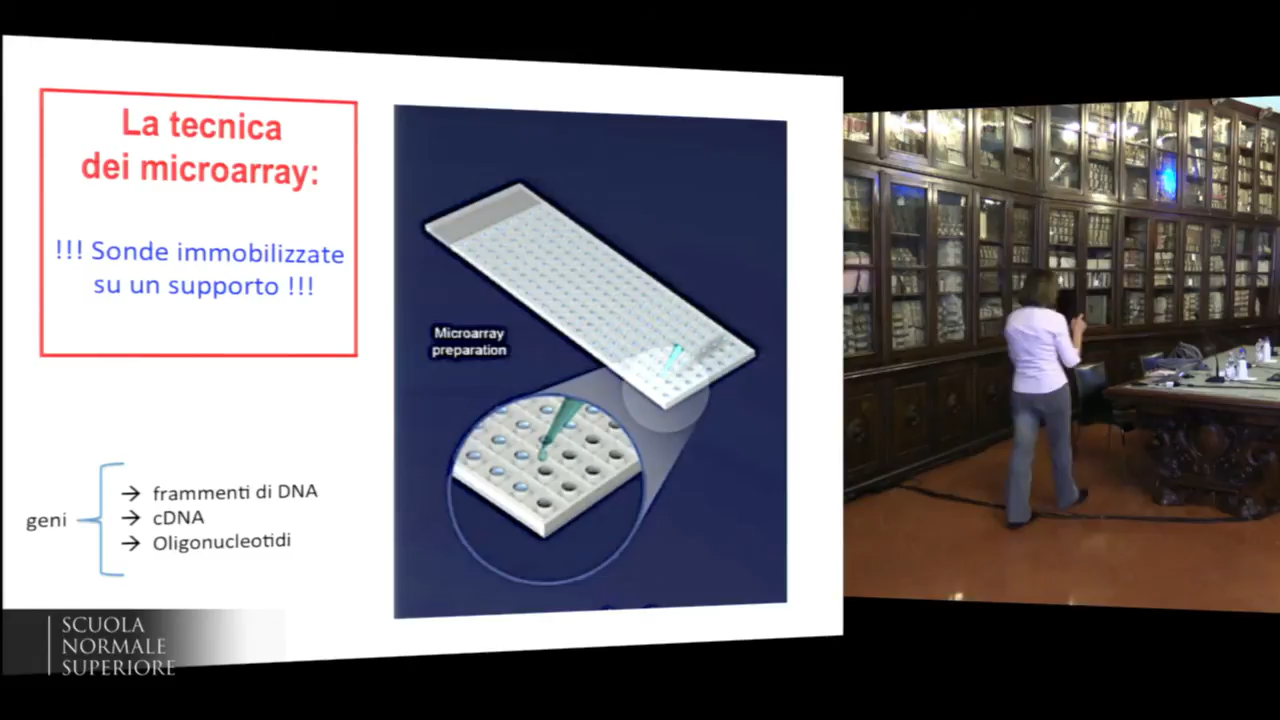 La tecnica
dei microarray:
!!! Sonde immobilizzate
su un supporto !!!
Microarray
preparation
geni
→ frammenti di DNA
→ cDNA
→ Oligonucleotidi
SCUOLA
NORMALE
SUPERIORE